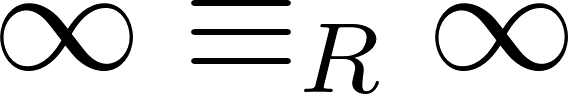 ∞ ≡_R ∞